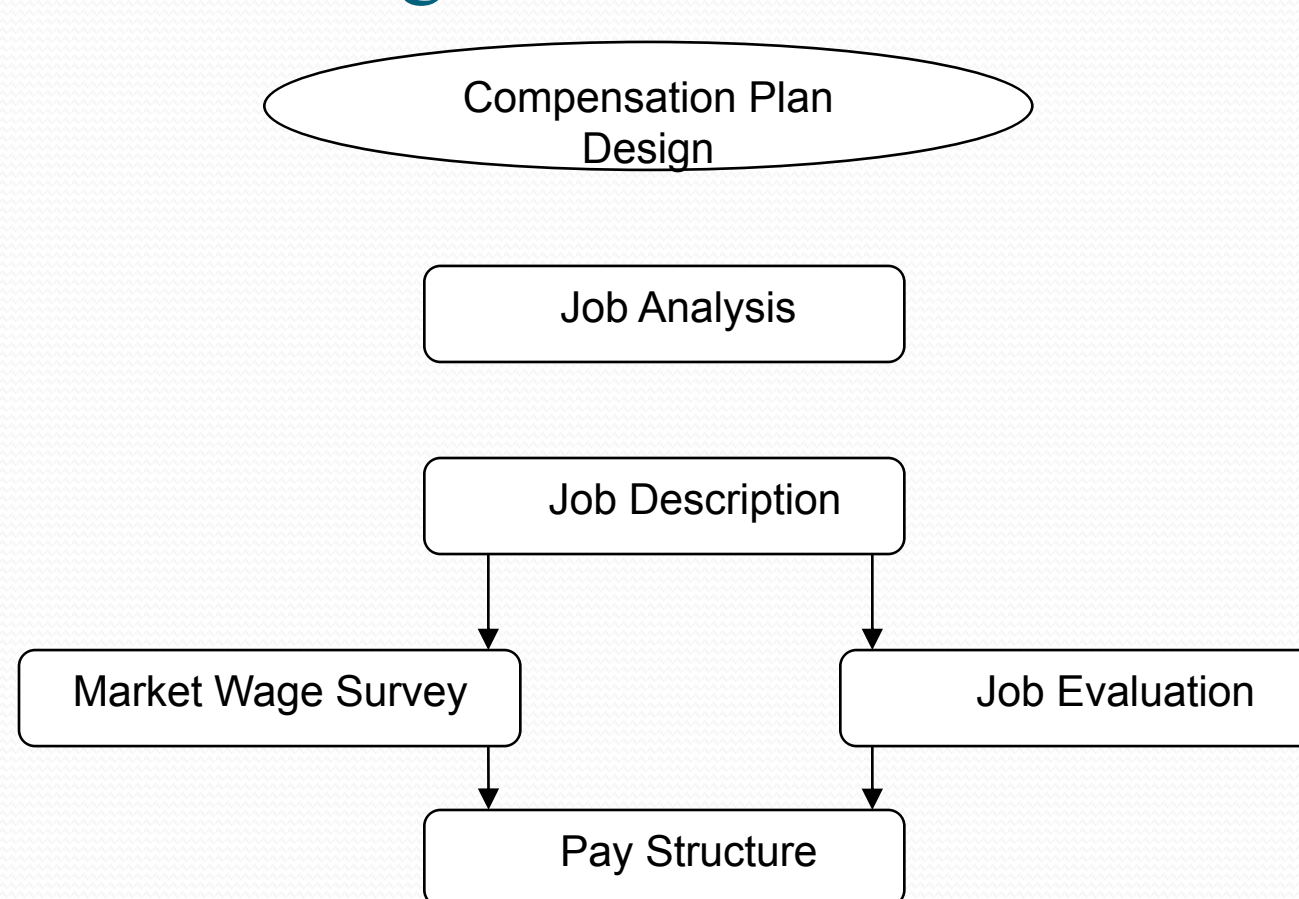 Compensation Plan
Design
Job Analysis
Job Description
Market Wage Survey
Job Evaluation
Pay Structure